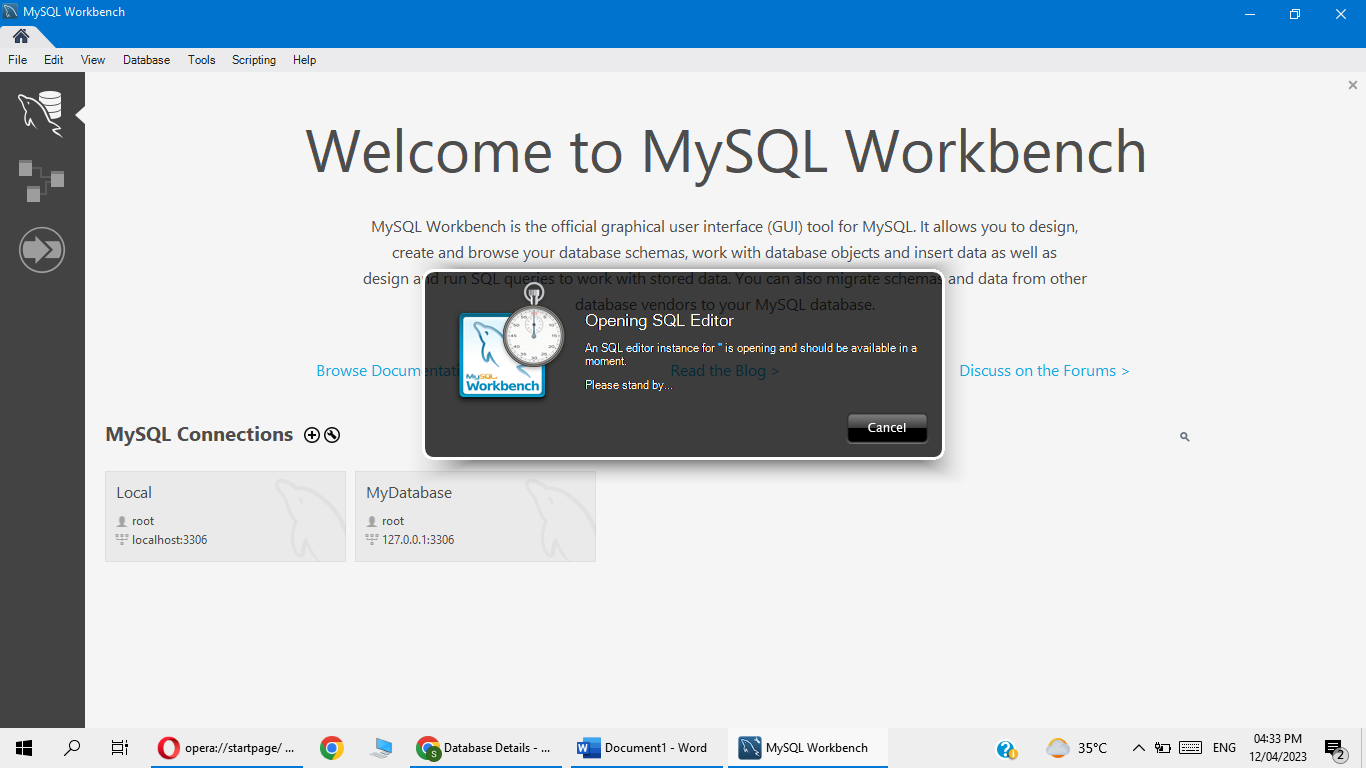 MySQL Workbench
File Edit View Database Tools Scripting Help
Welcome to MySQL Workbench
MySQL Workbench is the official graphical user interface (GUI) tool for MySQL. It allows you to design,
create and browse your database schemas, work with database objects and insert data as well as
design and run SQL queries to work with stored data. You can also migrate schemas and data from other
database vendors to your MySQL database.
Opening SQL Editor
An SQL editor instance for '' is opening and should be available in a
moment.
Please stand by...
MySQL
Workbench
Cancel
Browse Documentati Read the Blog > Discuss on the Forums >
MySQL Connections
Local
root
localhost:3306
MyDatabase
root
127.0.0.1:3306
opera://startpage/ ... Database Details - ... Document1 - Word MySQL Workbench 35°C ENG 04:33 PM
12/04/2023 2